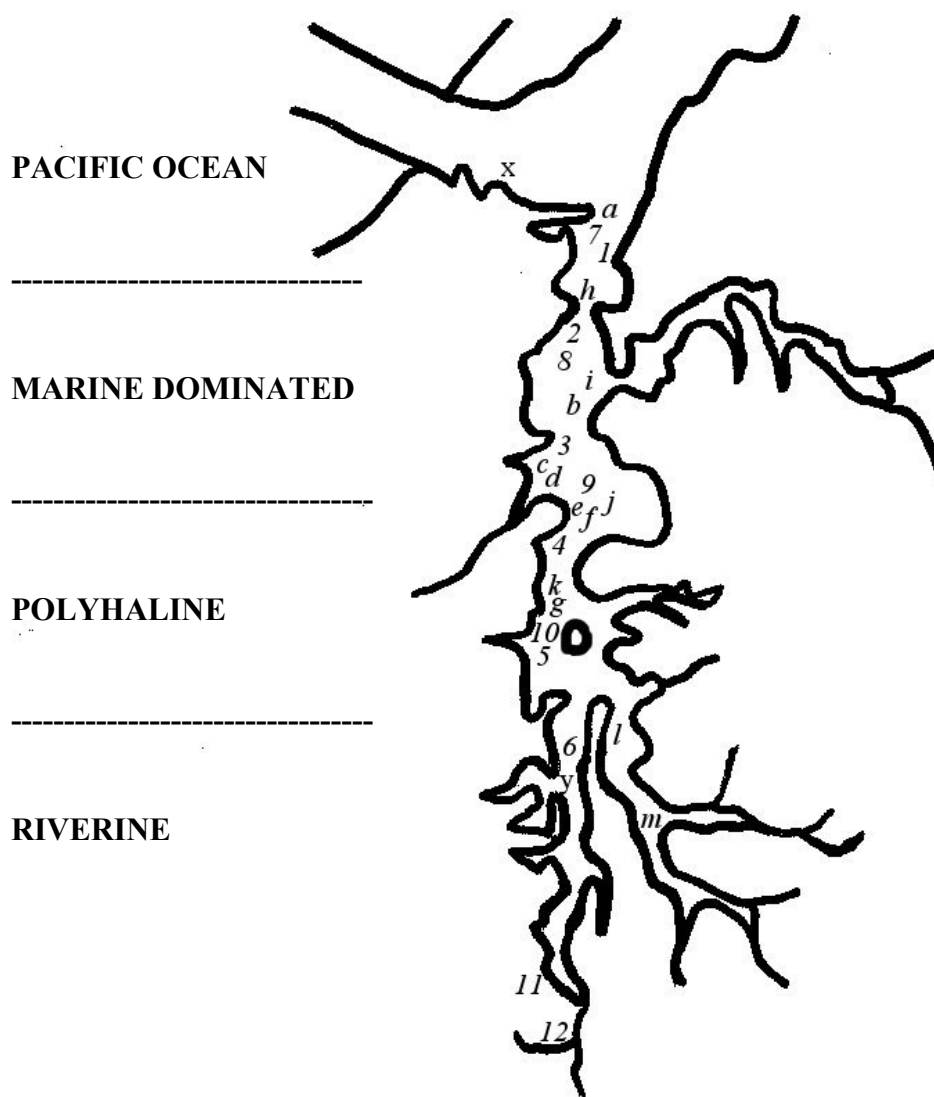 PACIFIC OCEAN
x
a
7
1
----------------------------------
h
2
8
MARINE DOMINATED
i
b
3
c
d
9
-----------------------------------
e
j
f
4
k
POLYHALINE
g
10
5
-----------------------------------
l
6
y
RIVERINE
m
11
12